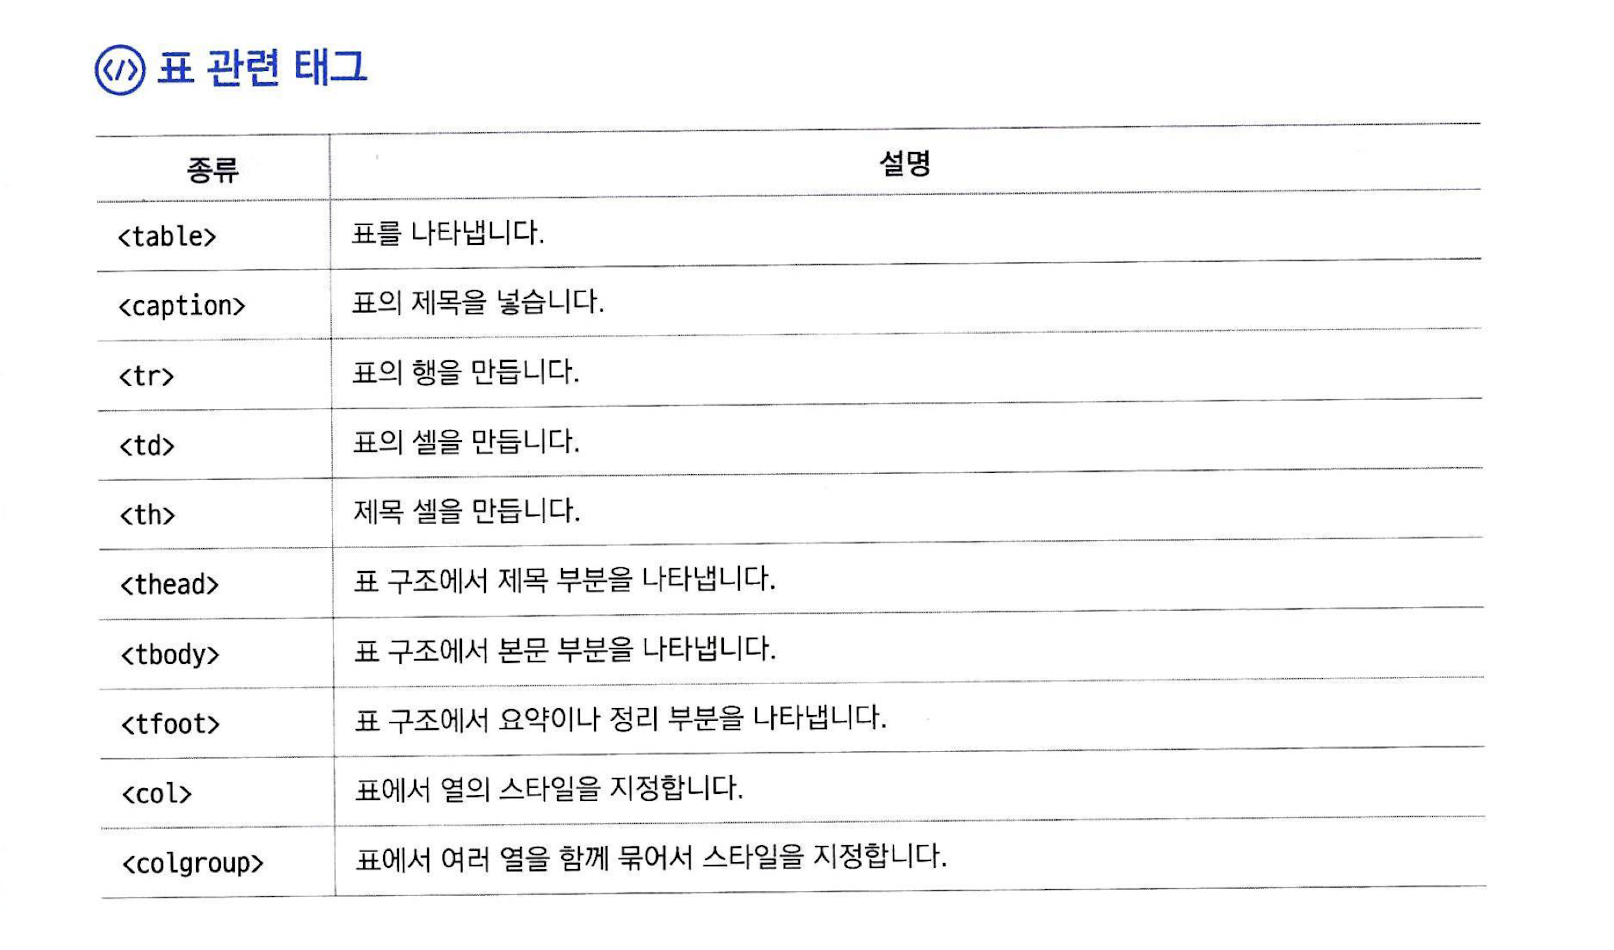 </> 표 관련 태그
종류 설명
<table> 표를 나타냅니다.
<caption> 표의 제목을 넣습니다.
<tr> 표의 행을 만듭니다.
<td> 표의 셀을 만듭니다.
<th> 제목 셀을 만듭니다.
<thead> 표 구조에서 제목 부분을 나타냅니다.
<tbody> 표 구조에서 본문 부분을 나타냅니다.
<tfoot> 표 구조에서 요약이나 정리 부분을 나타냅니다.
<col> 표에서 열의 스타일을 지정합니다.
<colgroup> 표에서 여러 열을 함께 묶어서 스타일을 지정합니다.